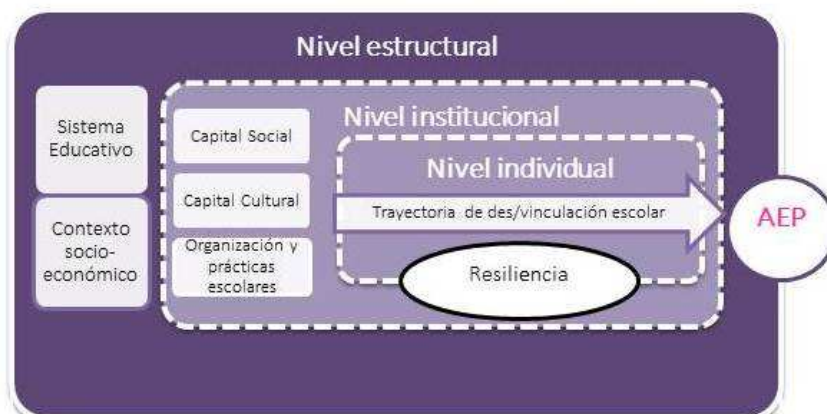 Nivel estructural
Sistema
Educativo
Contexto
socio-
económico
Nivel institucional
Capital Social
Capital Cultural
Organización y
prácticas
escolares
Nivel individual
Trayectoria de des/vinculación escolar
Resiliencia
AEP